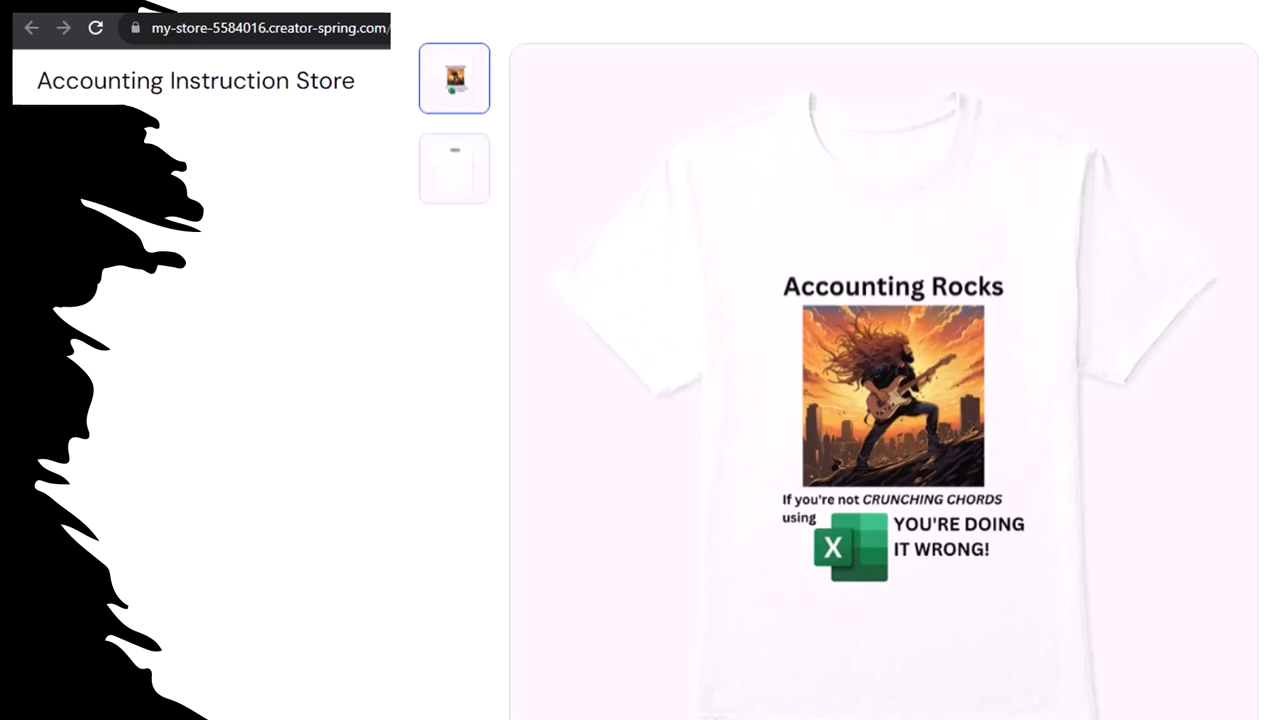 my-store-5584016.creator-spring.com/
Accounting Instruction Store
Accounting Rocks
If you're not CRUNCHING CHORDS
using
X
YOU'RE DOING
IT WRONG!